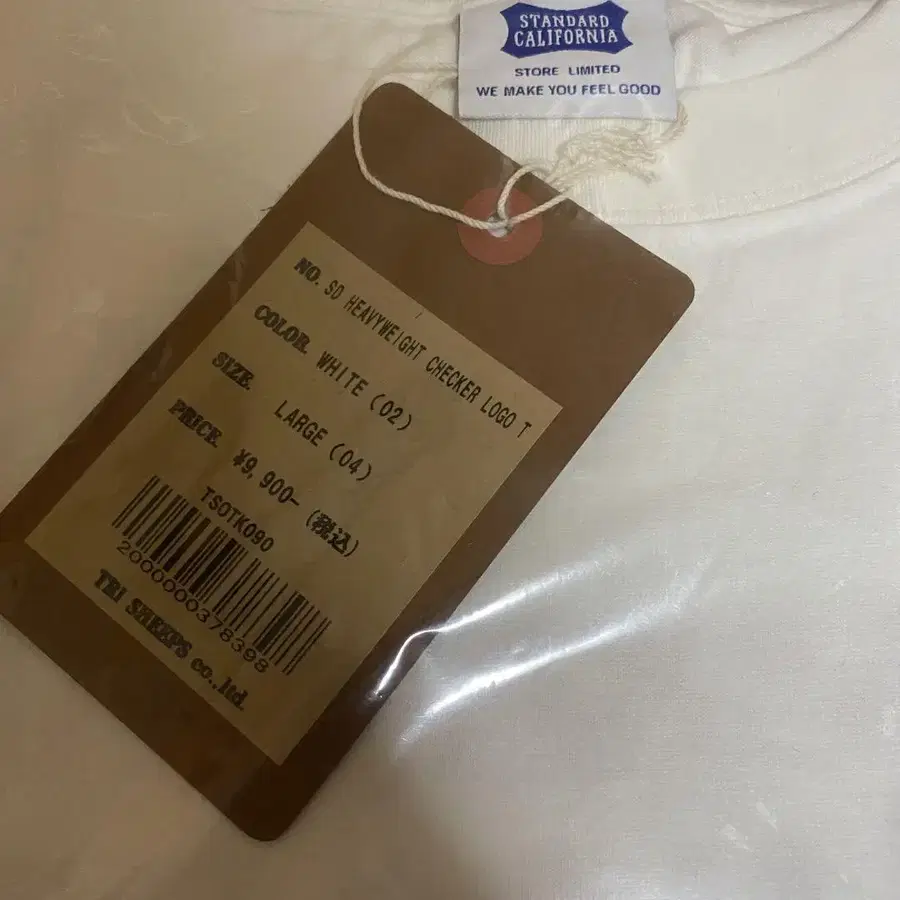 STANDARD
CALIFORNIA
STORE LIMITED
WE MAKE YOU FEEL GOOD
NO. SD HEAVYWEIGHT CHECKER LOGO T
COLOR. WHITE (02)
SIZE. LARGE (04)
PRICE. ¥9,900- (税込)
TSOTK090
2000000378398
TRI SHEEPS co.,ltd.